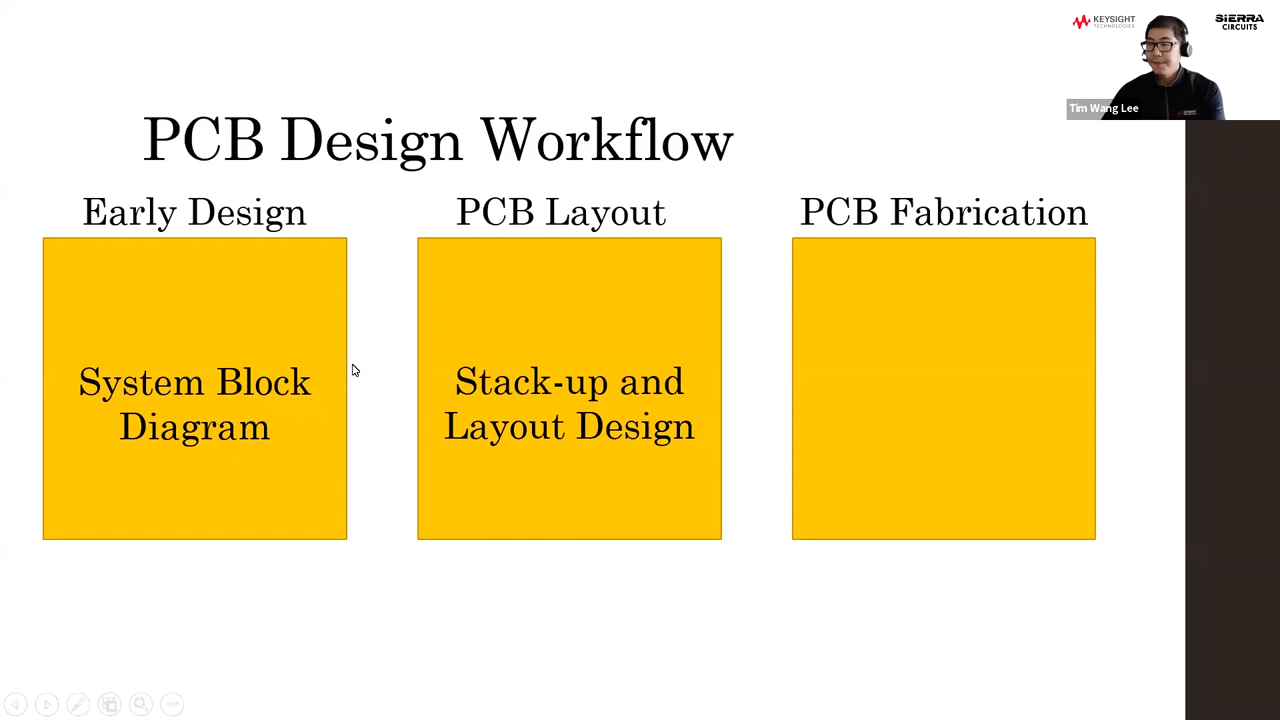 KEYSIGHT
TECHNOLOGIES
SIERRA
CIRCUITS
Tim Wang Lee
PCB Design Workflow
Early Design
PCB Layout
PCB Fabrication
System Block
Diagram
Stack-up and
Layout Design